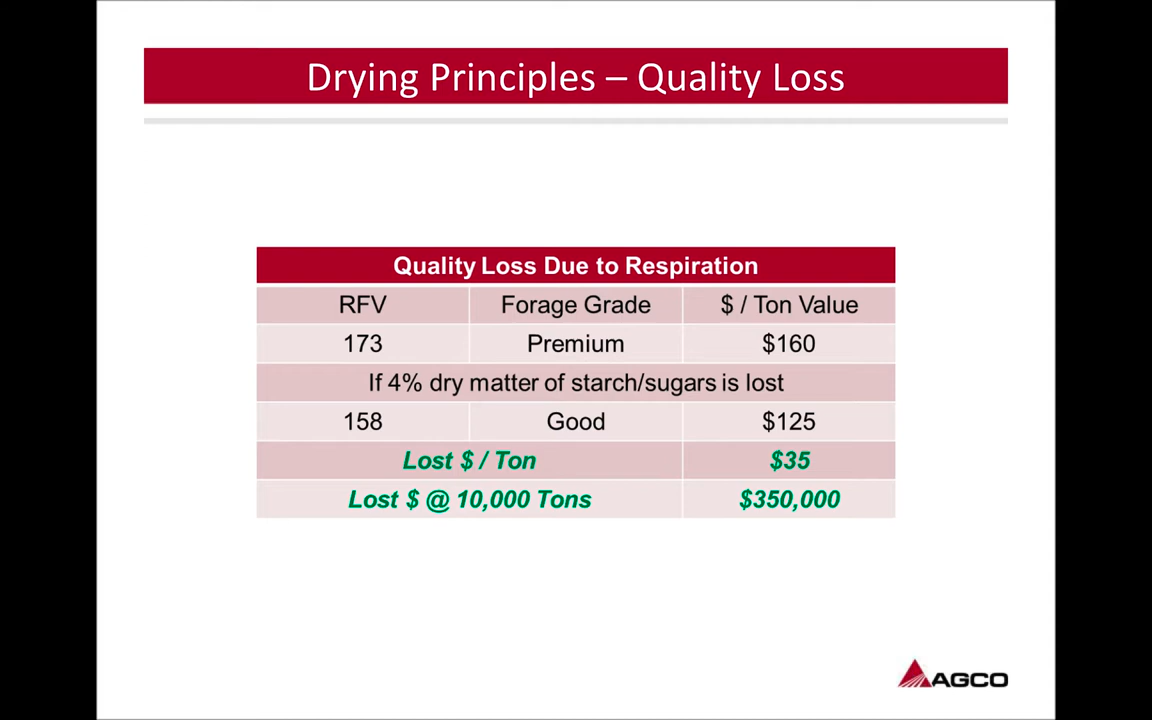 Drying Principles – Quality Loss
Quality Loss Due to Respiration
RFV Forage Grade $ / Ton Value
173 Premium $160
If 4% dry matter of starch/sugars is lost
158 Good $125
Lost $ / Ton $35
Lost $ @ 10,000 Tons $350,000
AGCO